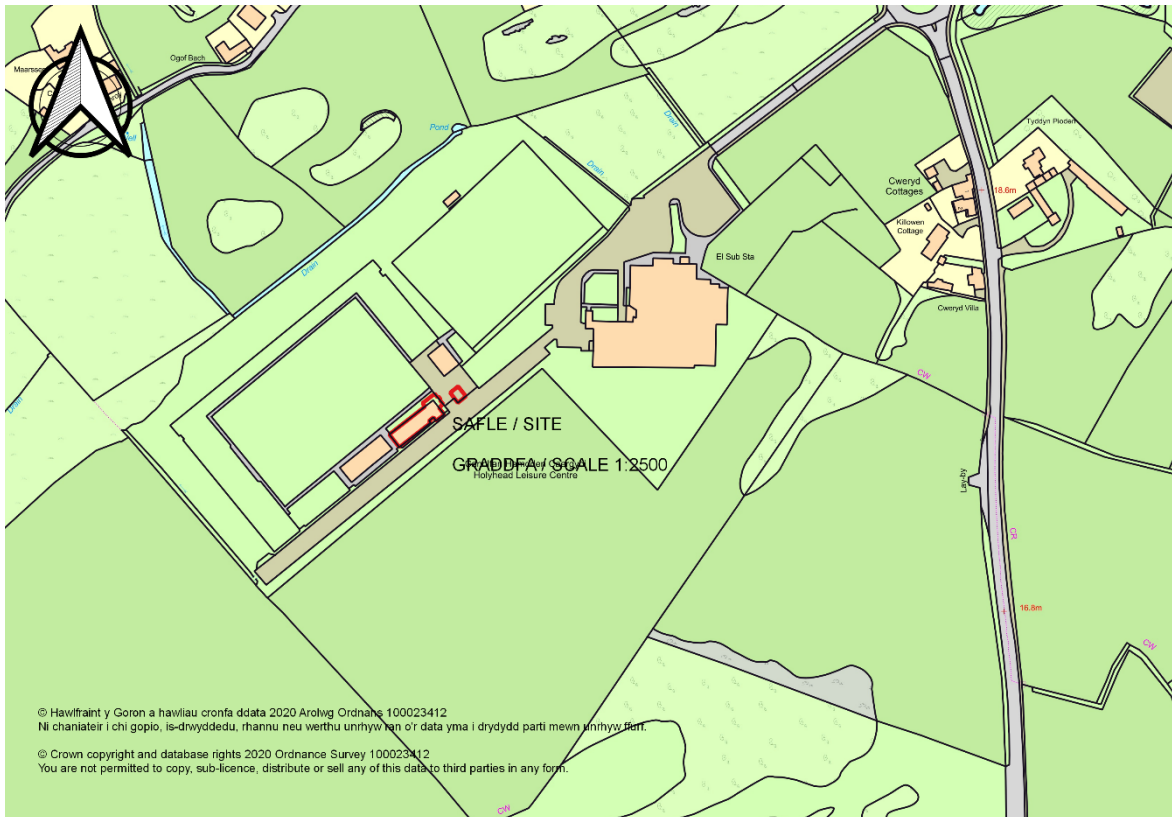 Ogof Bach
Pond
Drain
Drain
Tyddyn Pioden
Cweryd
Cottages
18.6m
Killowen
Cottage
El Sub Sta
Drain
Cweryd Villa
CW
Drain
SAFLE / SITE
GRADDFA / SCALE 1:2500
Holyhead Leisure Centre
Lay-by
CR
16.8m
CW
© Hawlfraint y Goron a hawliau cronfa ddata 2020 Arolwg Ordnans 100023412
Ni chaniateir i chi gopio, is-drwyddedu, rhannu neu werthu unrhyw ran o'r data yma i drydydd parti mewn unrhyw ffurf.
© Crown copyright and database rights 2020 Ordnance Survey 100023412
You are not permitted to copy, sub-licence, distribute or sell any of this data to third parties in any form.
CW